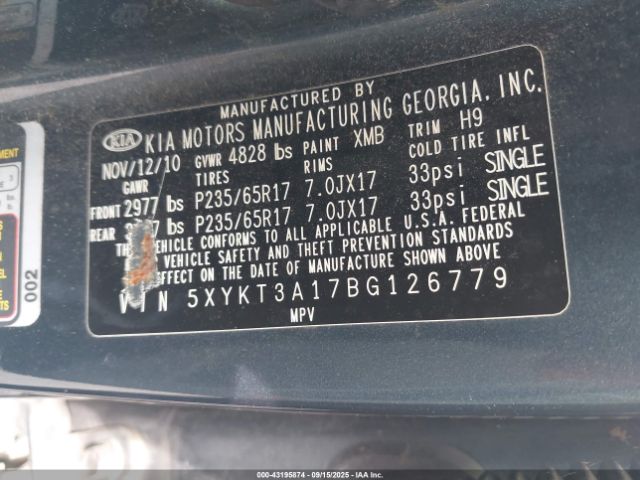 MANUFACTURED BY
KIA KIA MOTORS MANUFACTURING GEORGIA, INC.
NOV/12/10 GVWR 4828 lbs PAINT XMB TRIM H9
GAWR TIRES RIMS COLD TIRE INFL
FRONT 2977 lbs P235/65R17 7.0JX17 33psi SINGLE
REAR lbs P235/65R17 7.0JX17 33psi SINGLE
VEHICLE CONFORMS TO ALL APPLICABLE U.S.A. FEDERAL
VEHICLE SAFETY AND THEFT PREVENTION STANDARDS
EFFECT ON THE DATE OF MANUFACTURE SHOWN ABOVE
VIN 5XYKT3A17BG126779
MPV
002
000-43195874 - 09/15/2025 - IAA Inc.